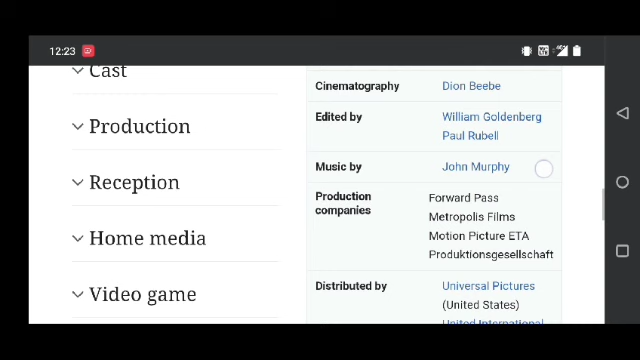 12:23
Cast
Production
Reception
Home media
Video game
Cinematography Dion Beebe
Edited by William Goldenberg
Paul Rubell
Music by John Murphy
Production companies Forward Pass
Metropolis Films
Motion Picture ETA
Produktionsgesellschaft
Distributed by Universal Pictures
(United States)
United International